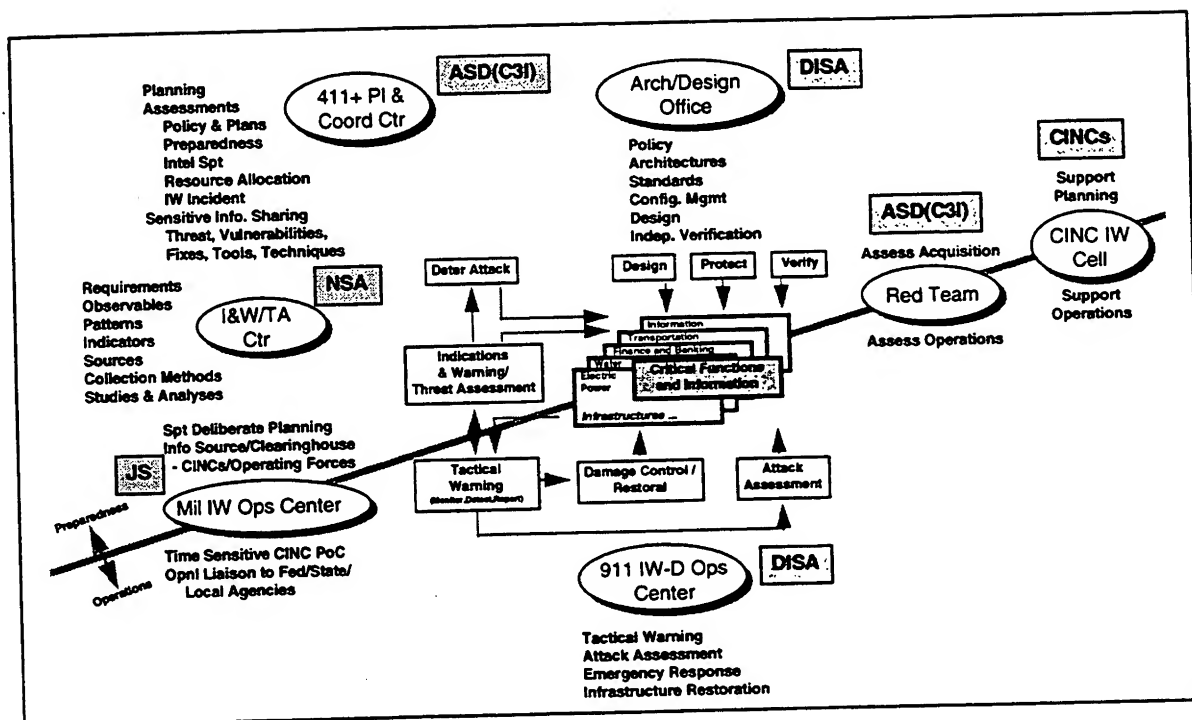 ASD(C3I)
411+ PI &
Coord Ctr
Planning
Assessments
Policy & Plans
Preparedness
Intel Spt
Resource Allocation
IW Incident
Sensitive Info. Sharing
Threat, Vulnerabilities,
Fixes, Tools, Techniques
DISA
Arch/Design
Office
Policy
Architectures
Standards
Config. Mgmt
Design
Indep. Verification
CINCs
Support
Planning
CINC IW
Cell
Support
Operations
ASD(C3I)
Assess Acquisition
Red Team
Assess Operations
NSA
I&W/TA
Ctr
Requirements
Observables
Patterns
Indicators
Sources
Collection Methods
Studies & Analyses
Deter Attack
Design
Protect
Verify
Indications
& Warning/
Threat Assessment
Information
Transportation
Finance and Banking
Water
Electric
Power
Critical Functions
and Information
Infrastructures ...
Spt Deliberate Planning
Info Source/Clearinghouse
- CINCs/Operating Forces
JS
Mil IW Ops Center
Time Sensitive CINC PoC
Opnl Liaison to Fed/State/
Local Agencies
Preparedness
Operations
Tactical
Warning
(Monitor,Detect,Report)
Damage Control /
Restoral
Attack
Assessment
911 IW-D Ops
Center
DISA
Tactical Warning
Attack Assessment
Emergency Response
Infrastructure Restoration